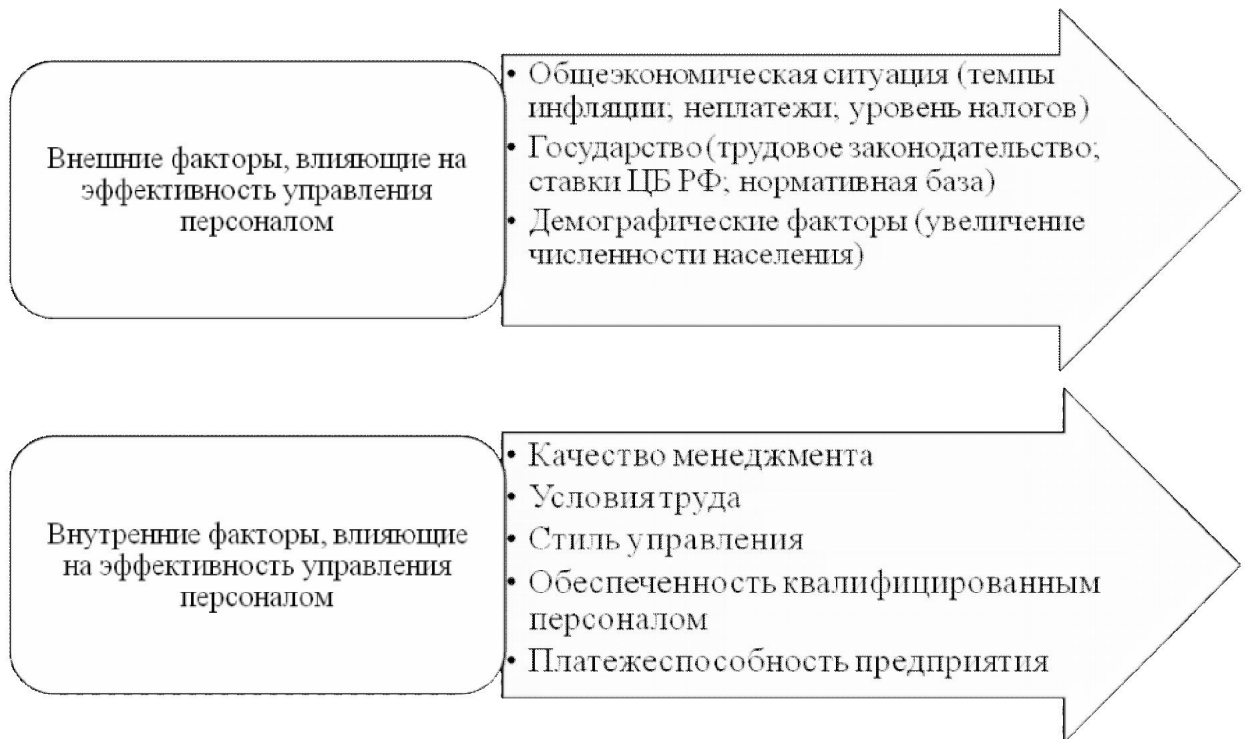 Внешние факторы, влияющие на
эффективность управления
персоналом
• Общеэкономическая ситуация (темпы
инфляции; неплатежи; уровень налогов)
• Государство (трудовое законодательство;
ставки ЦБ РФ; нормативная база)
• Демографические факторы (увеличение
численности населения)
Внутренние факторы, влияющие
на эффективность управления
персоналом
• Качество менеджмента
• Условия труда
• Стиль управления
• Обеспеченность квалифицированным
персоналом
• Платежеспособность предприятия